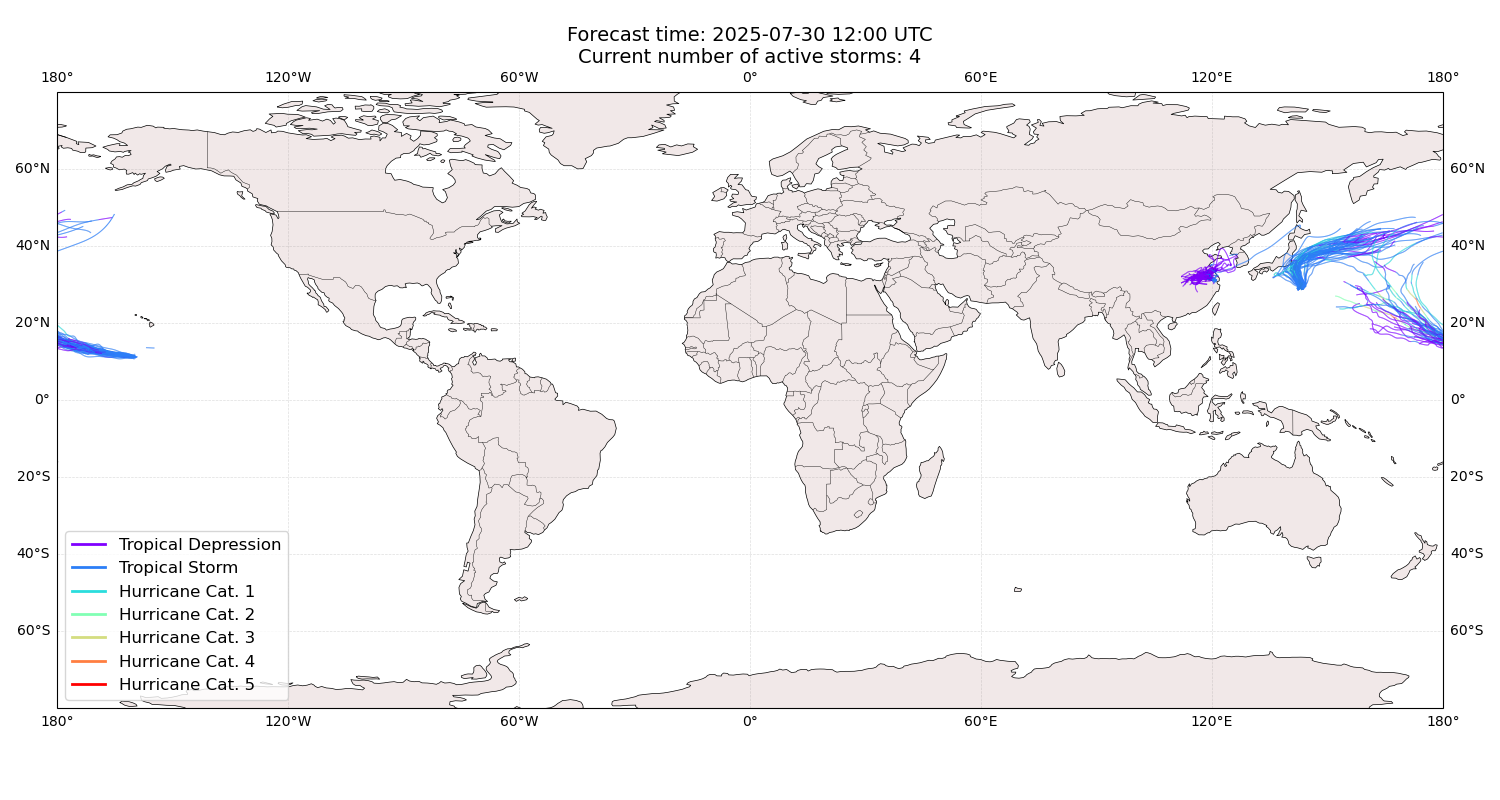 Forecast time: 2025-07-30 12:00 UTC
Current number of active storms: 4
180° 120°W 60°W 0° 60°E 120°E 180°
60°N 60°N
40°N 40°N
20°N 20°N
0° 0°
20°S 20°S
40°S 40°S
60°S 60°S
Tropical Depression
Tropical Storm
Hurricane Cat. 1
Hurricane Cat. 2
Hurricane Cat. 3
Hurricane Cat. 4
Hurricane Cat. 5
180° 120°W 60°W 0° 60°E 120°E 180°